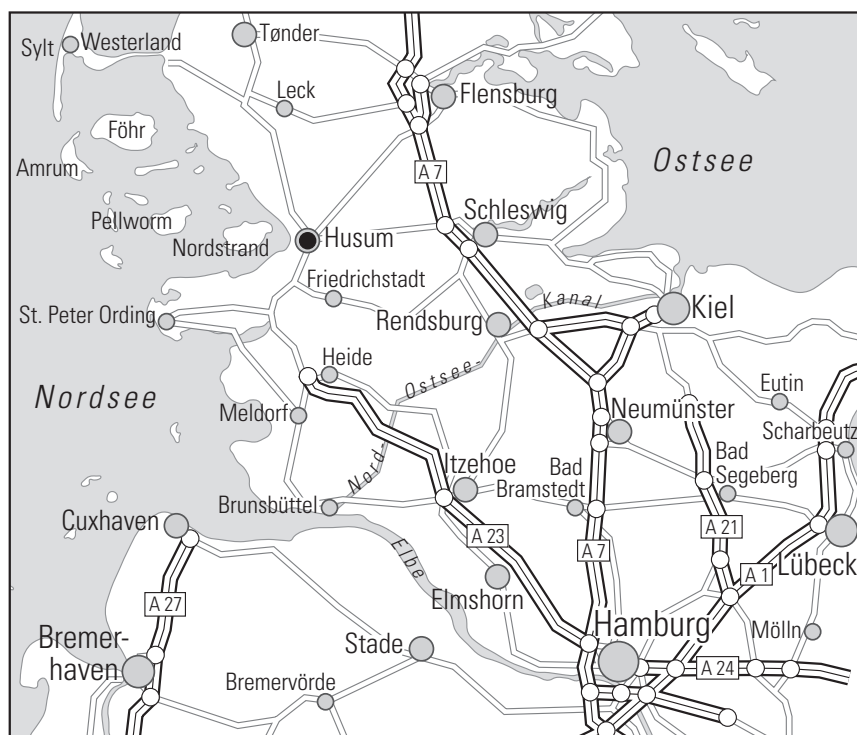 Tønder
Sylt
Westerland
Leck
Flensburg
Föhr
Ostsee
Amrum
A 7
Pellworm
Schleswig
Nordstrand
Husum
Friedrichstadt
Kanal
Kiel
St. Peter Ording
Rendsburg
Heide
Ostsee-
Eutin
Nordsee
Meldorf
Neumünster
Scharbeutz
Itzehoe
Bad
Segeberg
Nord
Bad
Bramstedt
Brunsbüttel
Cuxhaven
A 23
A 7
A 21
Lübeck
Elbe
A 1
A 27
Elmshorn
Hamburg
Mölln
Bremer-
haven
Stade
A 24
Bremervörde